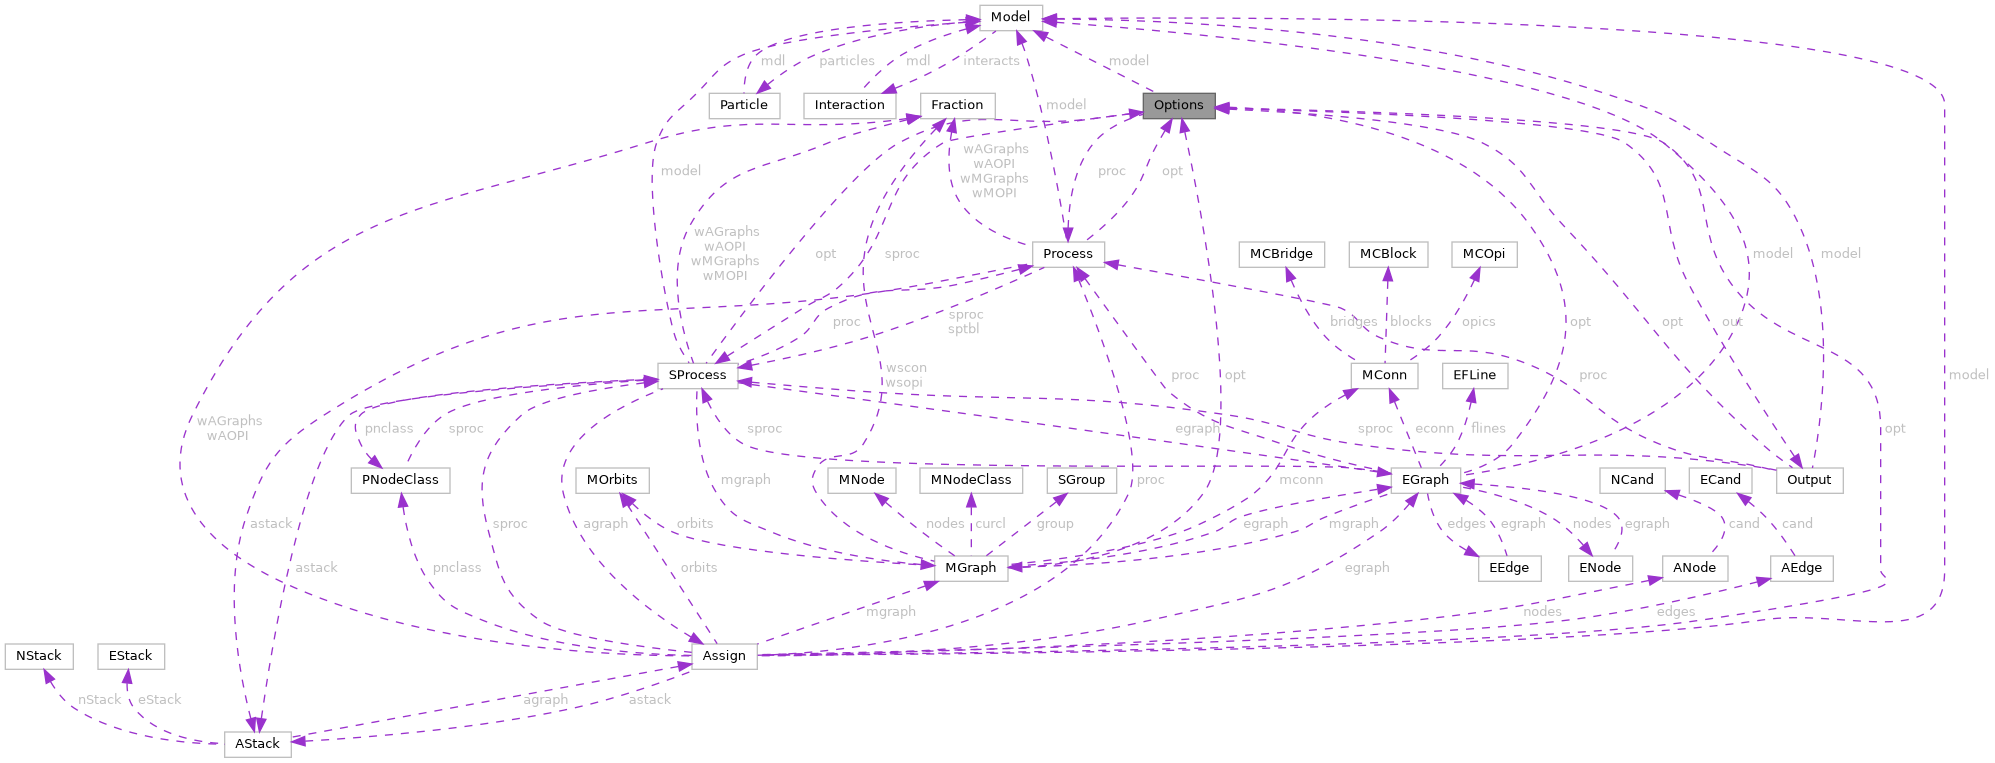 Model
mdl
particles
mdl
interacts
model
Particle
Interaction
Fraction
Options
model
wAGraphs
wAOPI
wMGraphs
wMOPI
model
proc
opt
wAGraphs
wAOPI
wMGraphs
wMOPI
opt
sproc
Process
MCBridge
MCBlock
MCOpi
model
model
proc
sproc
sptbl
bridges
blocks
opics
opt
opt
out
SProcess
wscon
wsopi
proc
opt
MConn
EFLine
proc
model
wAGraphs
wAOPI
pnclass
sproc
sproc
egraph
sproc
econn
flines
opt
PNodeClass
MOrbits
mgraph
MNode
MNodeClass
SGroup
proc
mconn
EGraph
NCand
ECand
Output
astack
sproc
agraph
orbits
nodes
curcl
group
egraph
mgraph
edges
egraph
nodes
egraph
cand
cand
astack
pnclass
orbits
MGraph
egraph
EEdge
ENode
ANode
AEdge
mgraph
nodes
edges
NStack
EStack
Assign
nStack
eStack
agraph
astack
AStack